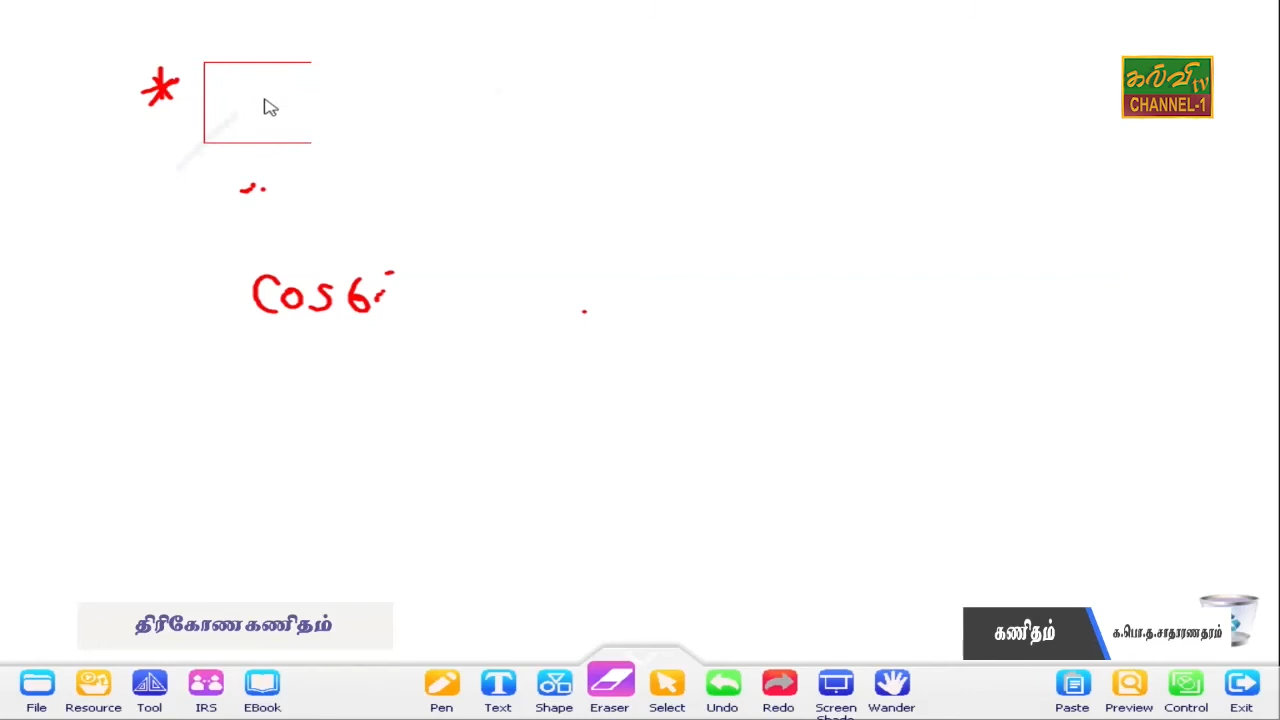 *
கல்வி tv
CHANNEL-1
Cos 6
திரிகோணகணிதம்
கணிதம்
க.பொ.த.சாதாரணதரம்
File Resource Tool IRS EBook Pen Text Shape Eraser Select Undo Redo Screen Wander Paste Preview Control Exit